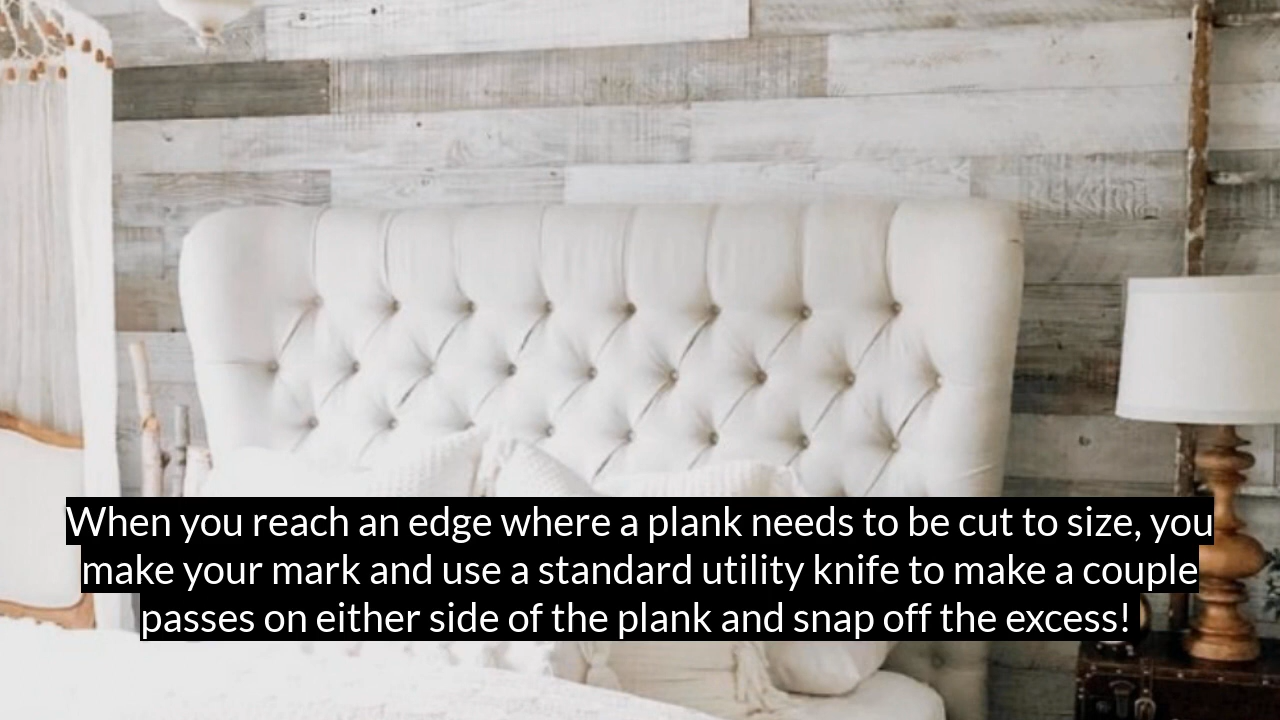 When you reach an edge where a plank needs to be cut to size, you
make your mark and use a standard utility knife to make a couple
passes on either side of the plank and snap off the excess!